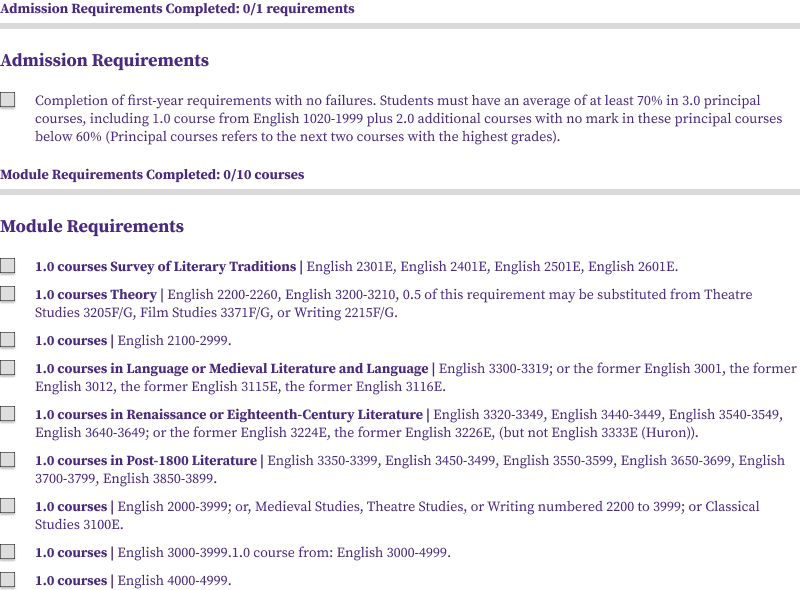 Admission Requirements Completed: 0/1 requirements
Admission Requirements
Completion of first-year requirements with no failures. Students must have an average of at least 70% in 3.0 principal
courses, including 1.0 course from English 1020-1999 plus 2.0 additional courses with no mark in these principal courses
below 60% (Principal courses refers to the next two courses with the highest grades).
Module Requirements Completed: 0/10 courses
Module Requirements
1.0 courses Survey of Literary Traditions | English 2301E, English 2401E, English 2501E, English 2601E.
1.0 courses Theory | English 2200-2260, English 3200-3210, 0.5 of this requirement may be substituted from Theatre
Studies 3205F/G, Film Studies 3371F/G, or Writing 2215F/G.
1.0 courses | English 2100-2999.
1.0 courses in Language or Medieval Literature and Language | English 3300-3319; or the former English 3001, the former
English 3012, the former English 3115E, the former English 3116E.
1.0 courses in Renaissance or Eighteenth-Century Literature | English 3320-3349, English 3440-3449, English 3540-3549,
English 3640-3649; or the former English 3224E, the former English 3226E, (but not English 3333E (Huron)).
1.0 courses in Post-1800 Literature | English 3350-3399, English 3450-3499, English 3550-3599, English 3650-3699, English
3700-3799, English 3850-3899.
1.0 courses | English 2000-3999; or, Medieval Studies, Theatre Studies, or Writing numbered 2200 to 3999; or Classical
Studies 3100E.
1.0 courses | English 3000-3999.1.0 course from: English 3000-4999.
1.0 courses | English 4000-4999.